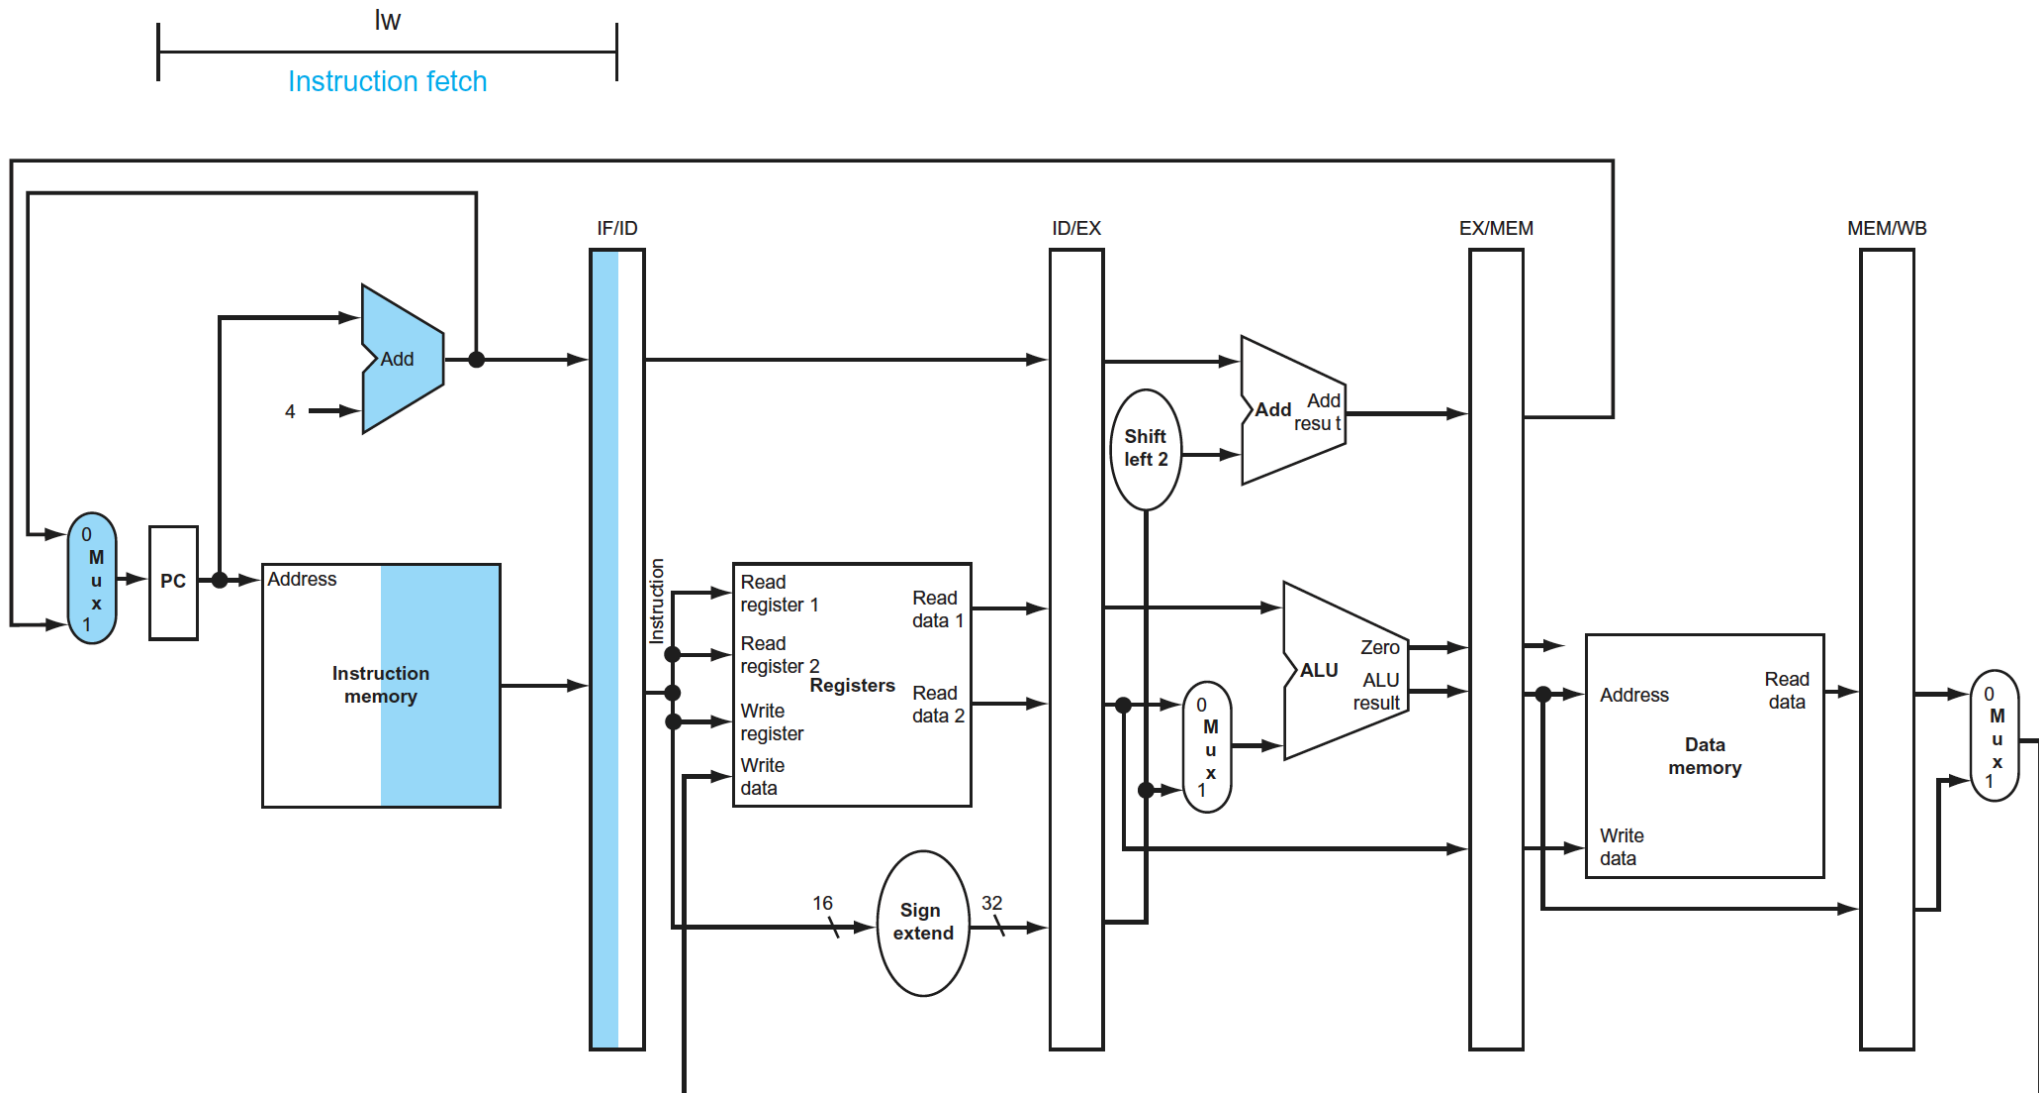 lw
Instruction fetch
IF/ID
ID/EX
EX/MEM
MEM/WB
Add
4
Shift
left 2
Add
Add
resu t
0
M
u
x
1
PC
Address
Instruction
memory
Instruction
Read
register 1
Read
register 2
Write
register
Write
data
Registers
Read
data 1
Read
data 2
16
Sign
extend
32
0
M
u
x
1
ALU
Zero
ALU
result
Address
Write
data
Data
memory
Read
data
0
M
u
x
1